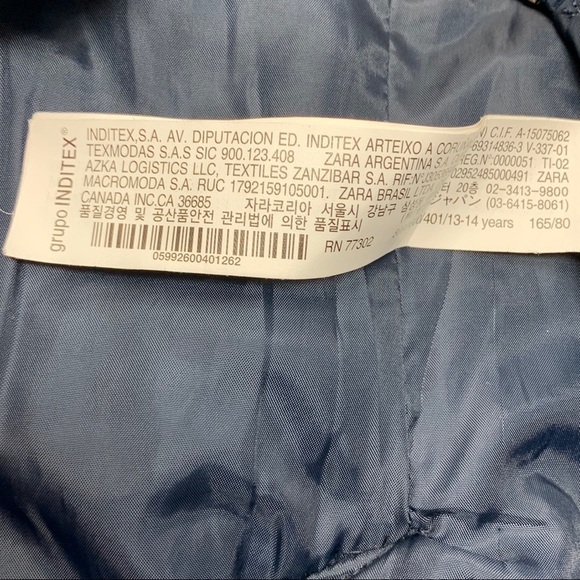 grupo INDITEX®
INDITEX,S.A. AV. DIPUTACION ED. INDITEX ARTEIXO A C.I.F. A-15075062
TEXMODAS S.A.S SIC 900.123.408 ZARA ARGENTINA S.A 69314836-3 V-337-01
AZKA LOGISTICS LLC, TEXTILES ZANZIBAR S.A. TI-02
MACROMODA S.A. RUC 1792159105001. ZARA BRASIL ZARA
CANADA INC.CA 36685 자라코리아 서울시 강남구 20층 02-3413-9800
품질경영 및 공산품안전 관리법에 의한 품질표시 ジャパン (03-6415-8061)
05992600401262
RN 77302
401/13-14 years 165/80